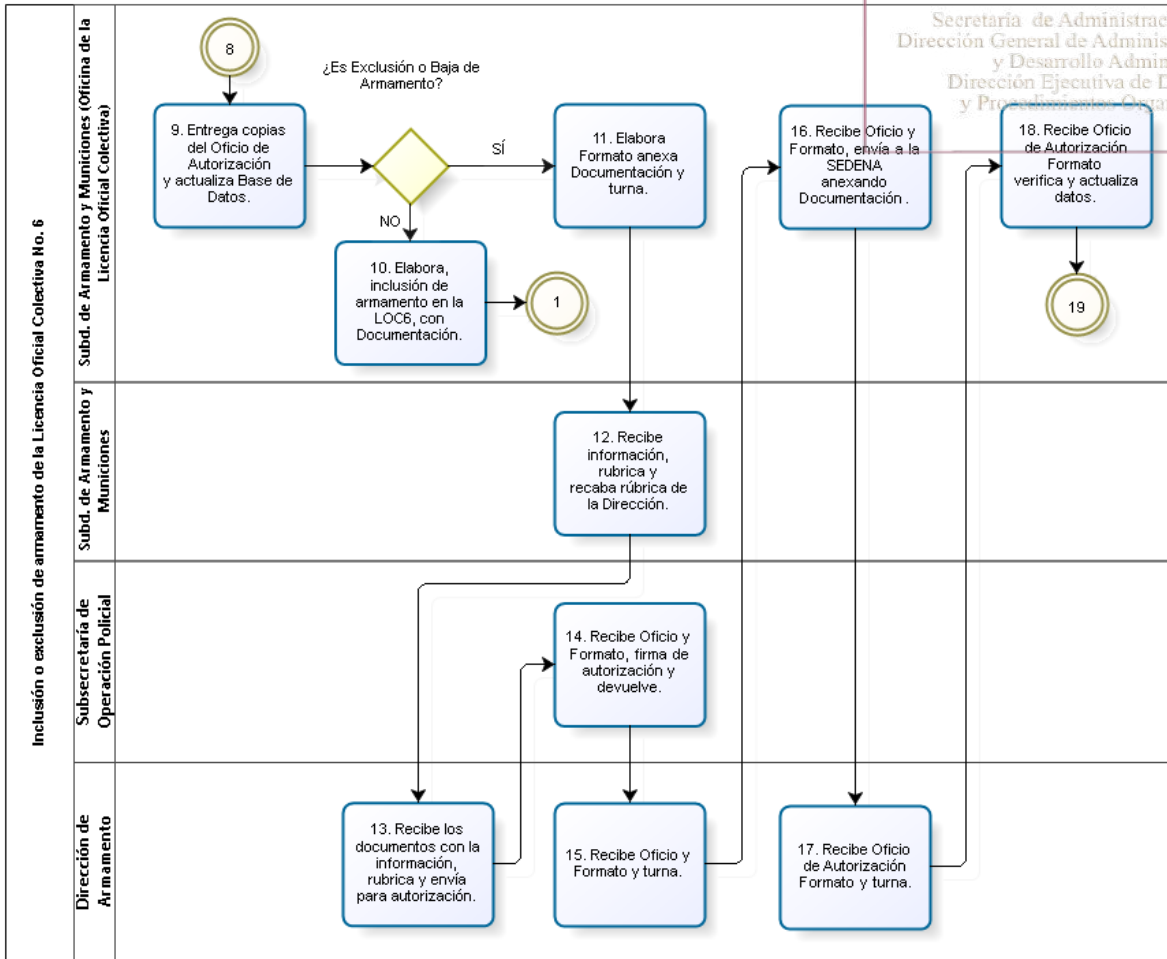 Secretaría de Administrac
Dirección General de Adminis
y Desarrollo Admin
Dirección Ejecutiva de D
y Procedimientos Orga
Inclusión o exclusión de armamento de la Licencia Oficial Colectiva No. 6
Subd. de Armamento y Municiones (Oficina de la
Licencia Oficial Colectiva)
8
¿Es Exclusión o Baja de
Armamento?
9. Entrega copias
del Oficio de
Autorización
y actualiza Base de
Datos.
SÍ
NO
10. Elabora,
inclusión de
armamento en la
LOC6, con
Documentación.
1
11. Elabora
Formato anexa
Documentación y
turna.
16. Recibe Oficio y
Formato, envía a la
SEDENA
anexando
Documentación .
18. Recibe Oficio
de Autorización
Formato
verifica y actualiza
datos.
19
Subd. de Armamento y
Municiones
12. Recibe
información,
rubrica y
recaba rúbrica de
la Dirección.
Subsecretaría de
Operación Policial
14. Recibe Oficio y
Formato, firma de
autorización y
devuelve.
Dirección de
Armamento
13. Recibe los
documentos con la
información,
rubrica y envía
para autorización.
15. Recibe Oficio y
Formato y turna.
17. Recibe Oficio
de Autorización
Formato y turna.